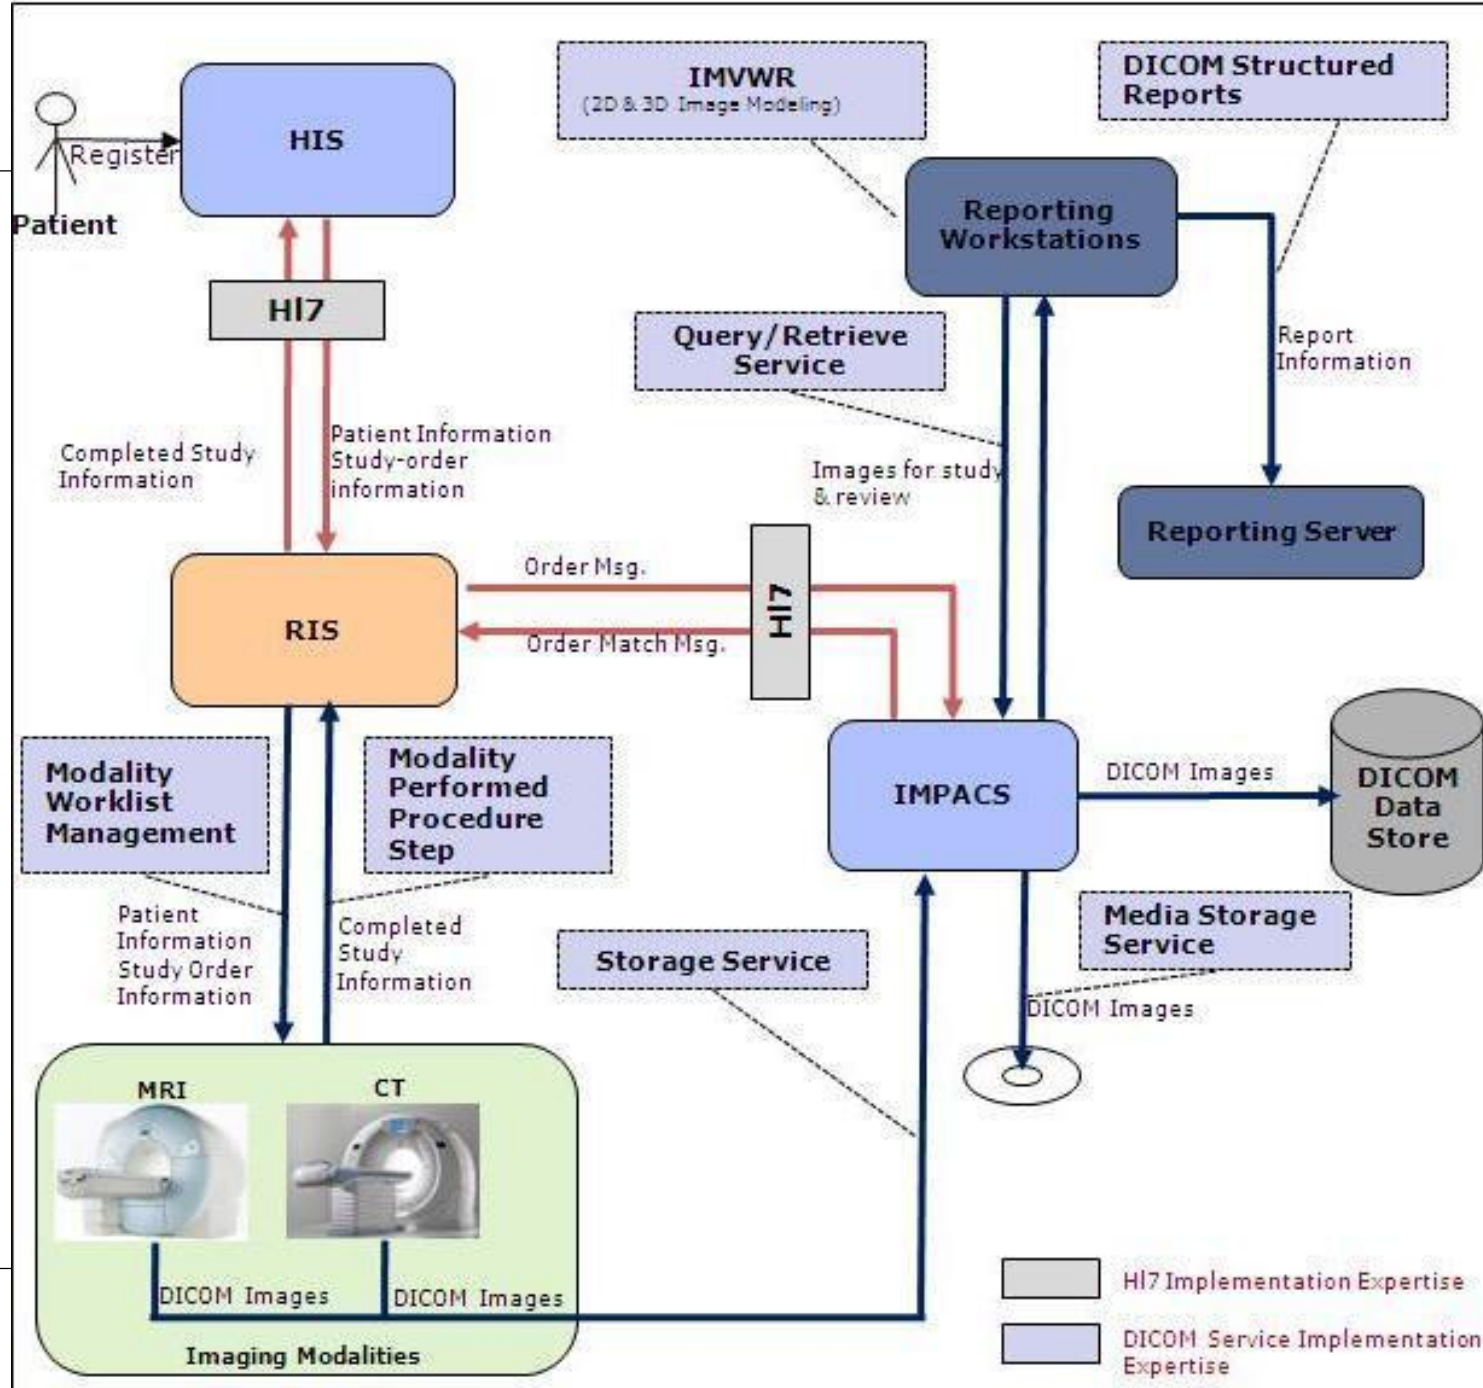 IMVWR
(2D & 3D Image Modeling)
DICOM Structured
Reports
HIS
Register
Patient
Reporting
Workstations
Hl7
Query/Retrieve
Service
Report
Information
Completed Study
Information
Patient Information
Study-order
information
Images for study
& review
Reporting Server
Order Msg.
Hl7
RIS
Order Match Msg.
Modality
Worklist
Management
Modality
Performed
Procedure
Step
IMPACS
DICOM Images
DICOM
Data
Store
Patient
Information
Study Order
Information
Completed
Study
Information
Storage Service
Media Storage
Service
DICOM Images
MRI
CT
DICOM Images
DICOM Images
Imaging Modalities
Hl7 Implementation Expertise
DICOM Service Implementation
Expertise